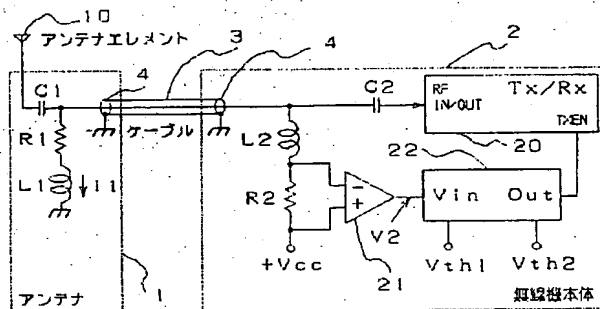 10
アンテナエレメント
3
2
C1
4
4
C2
RF
IN/OUT
Tx/Rx
TXEN
R1
ケーブル
L2
20
22
L1
I1
R2
Vin
Out
+Vcc
21
V2
Vth1
Vth2
アンテナ
1
無線機本体